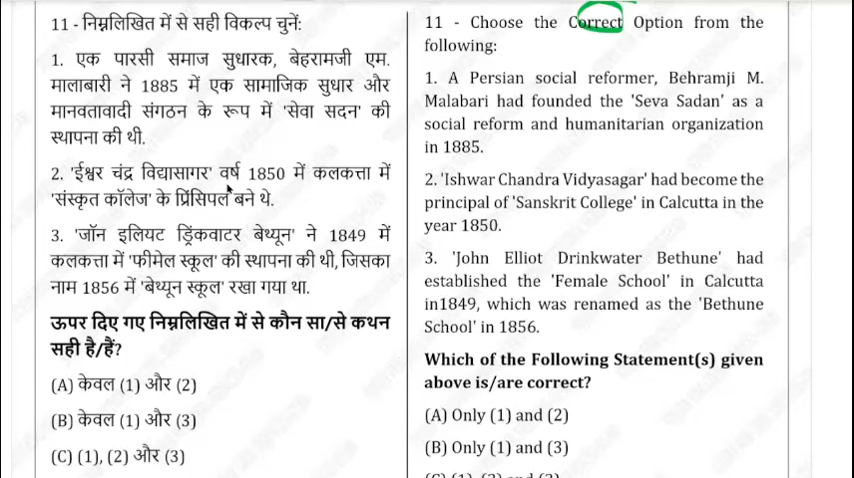 11 - निम्नलिखित में से सही विकल्प चुनें:
1. एक पारसी समाज सुधारक, बेहरामजी एम.
मालाबारी ने 1885 में एक सामाजिक सुधार और
मानवतावादी संगठन के रूप में 'सेवा सदन' की
स्थापना की थी.
2. 'ईश्वर चंद्र विद्यासागर' वर्ष 1850 में कलकत्ता में
'संस्कृत कॉलेज' के प्रिंसिपल बने थे.
3. 'जॉन इलियट ड्रिंकवाटर बेथ्यून' ने 1849 में
कलकत्ता में 'फीमेल स्कूल' की स्थापना की थी, जिसका
नाम 1856 में 'बेथ्यून स्कूल' रखा गया था.
ऊपर दिए गए निम्नलिखित में से कौन सा/से कथन
सही है/हैं?
(A) केवल (1) और (2)
(B) केवल (1) और (3)
(C) (1), (2) और (3)
11 - Choose the Correct Option from the
following:
1. A Persian social reformer, Behramji M.
Malabari had founded the 'Seva Sadan' as a
social reform and humanitarian organization
in 1885.
2. 'Ishwar Chandra Vidyasagar' had become the
principal of 'Sanskrit College' in Calcutta in the
year 1850.
3. 'John Elliot Drinkwater Bethune' had
established the 'Female School' in Calcutta
in1849, which was renamed as the 'Bethune
School' in 1856.
Which of the Following Statement(s) given
above is/are correct?
(A) Only (1) and (2)
(B) Only (1) and (3)